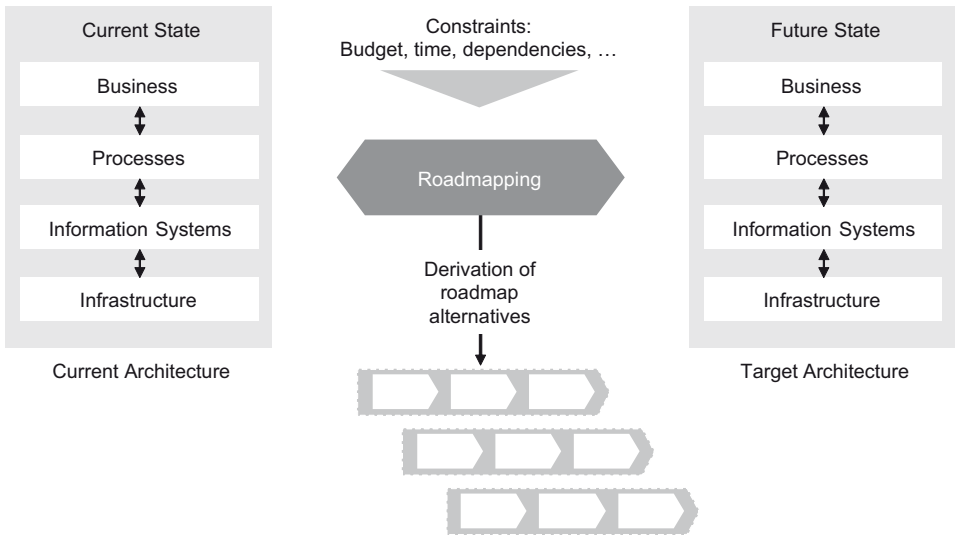 Current State
Business
Processes
Information Systems
Infrastructure
Current Architecture
Constraints:
Budget, time, dependencies, …
Roadmapping
Derivation of
roadmap
alternatives
Future State
Business
Processes
Information Systems
Infrastructure
Target Architecture